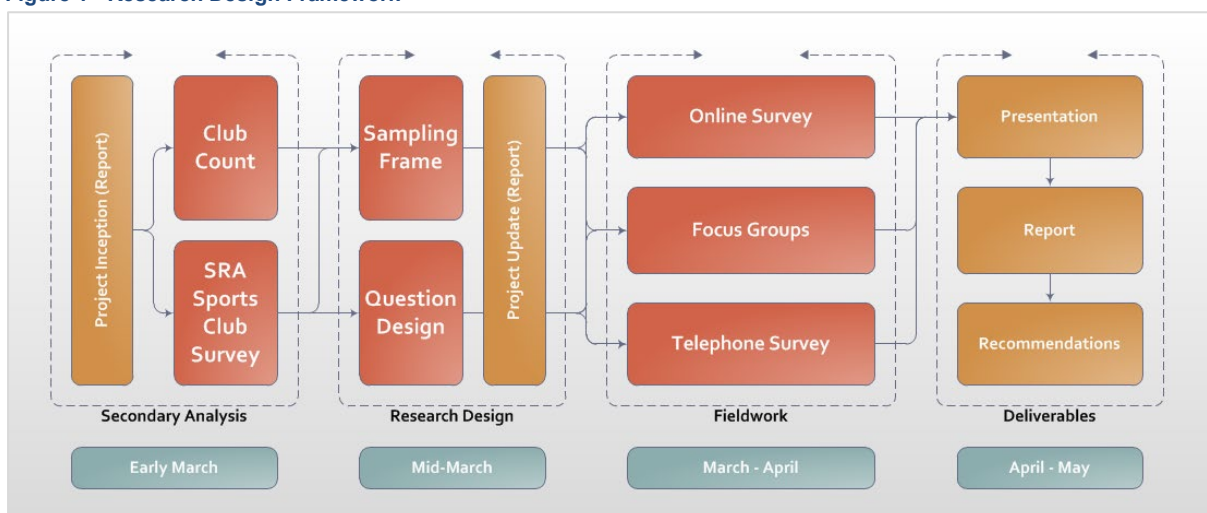 Figure 1 - Research Design Framework
Project Inception (Report)
Club
Count
SRA
Sports
Club
Survey
Secondary Analysis
Early March
Sampling
Frame
Question
Design
Project Update (Report)
Research Design
Mid-March
Online Survey
Focus Groups
Telephone Survey
Fieldwork
March - April
Presentation
Report
Recommendations
Deliverables
April - May